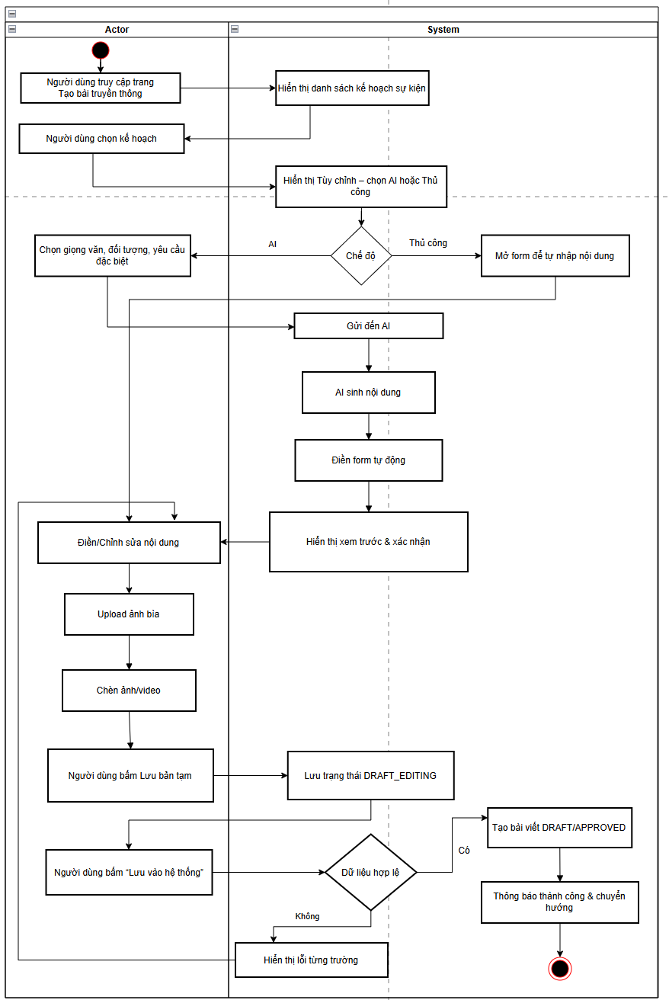 Actor
System
Người dùng truy cập trang
Tạo bài truyền thông
Hiển thị danh sách kế hoạch sự kiện
Người dùng chọn kế hoạch
Hiển thị Tùy chỉnh – chọn AI hoặc Thủ
công
Chọn giọng văn, đối tượng, yêu cầu
đặc biệt
AI
Chế độ
Thủ công
Mở form để tự nhập nội dung
Gửi đến AI
AI sinh nội dung
Điền form tự động
Hiển thị xem trước & xác nhận
Điền/Chỉnh sửa nội dung
Upload ảnh bìa
Chèn ảnh/video
Người dùng bấm Lưu bản tạm
Lưu trạng thái DRAFT_EDITING
Người dùng bấm “Lưu vào hệ thống”
Dữ liệu hợp lệ
Có
Tạo bài viết DRAFT/APPROVED
Thông báo thành công & chuyển
hướng
Không
Hiển thị lỗi từng trường